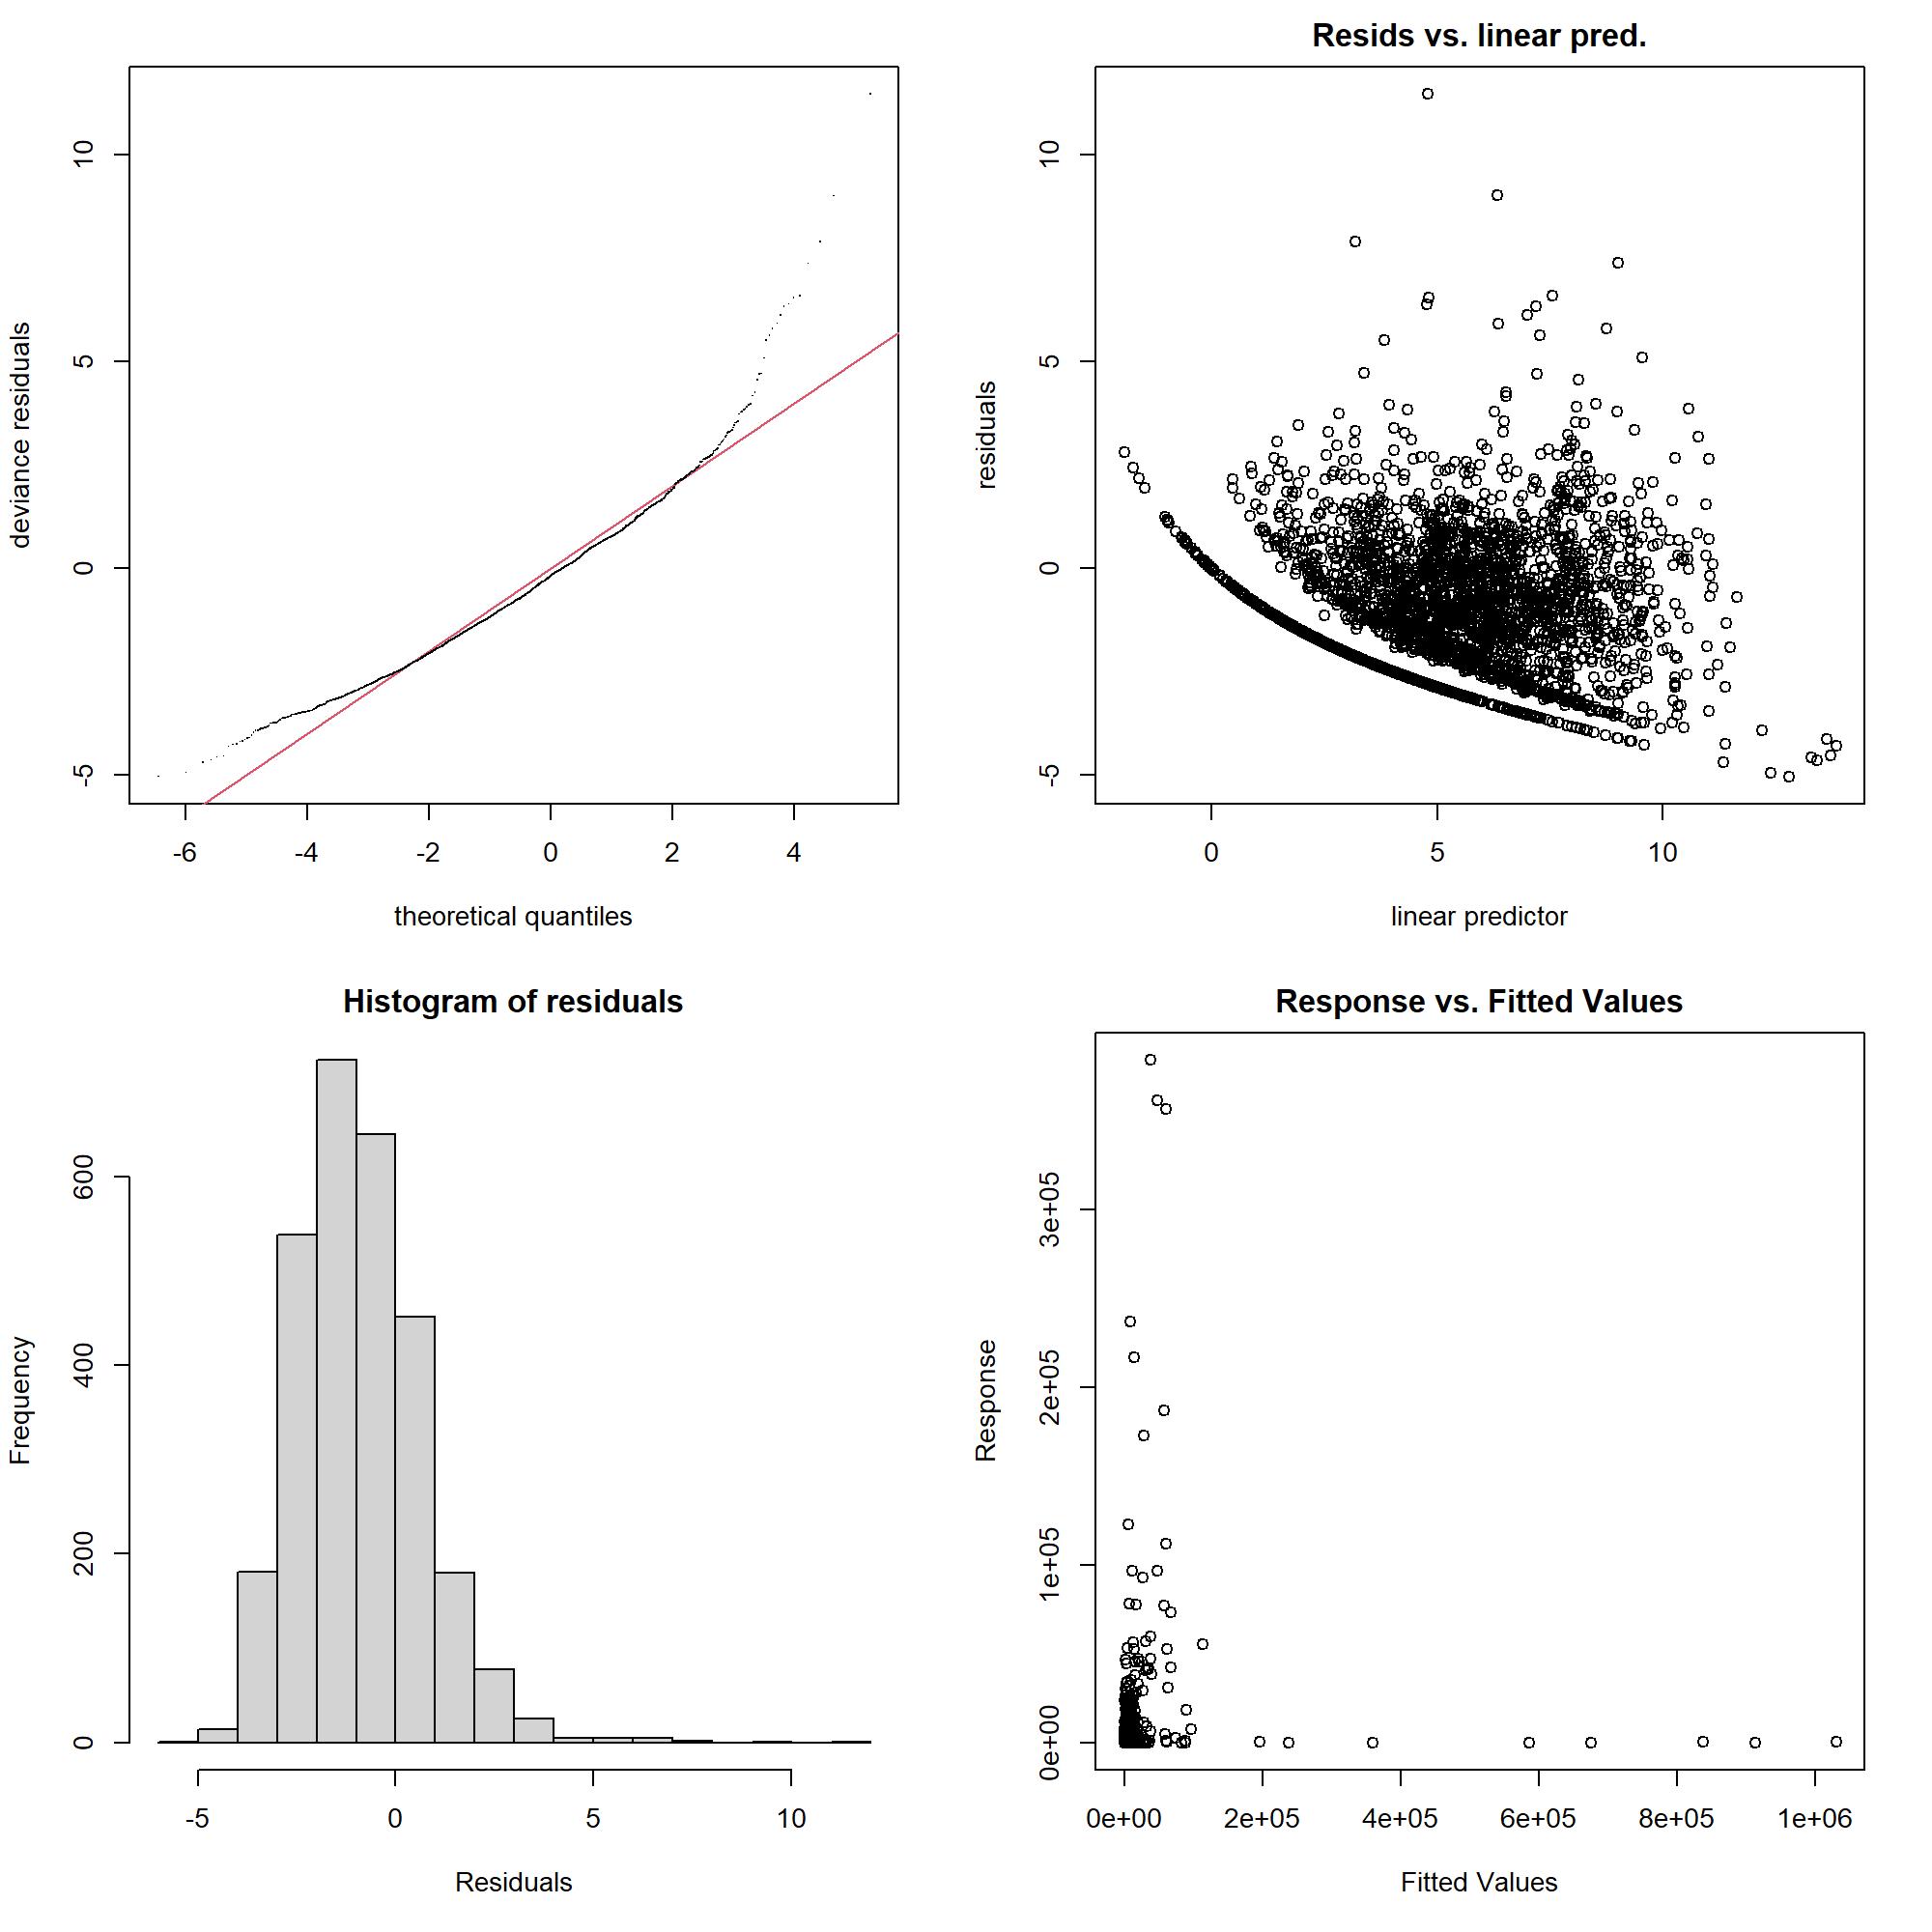 deviance residuals
10
5
0
-5
-6
-4
-2
0
2
4
theoretical quantiles
Resids vs. linear pred.
residuals
10
5
0
-5
0
5
10
linear predictor
Histogram of residuals
Frequency
600
400
200
0
-5
0
5
10
Residuals
Response vs. Fitted Values
Response
3e+05
2e+05
1e+05
0e+00
0e+00
2e+05
4e+05
6e+05
8e+05
1e+06
Fitted Values